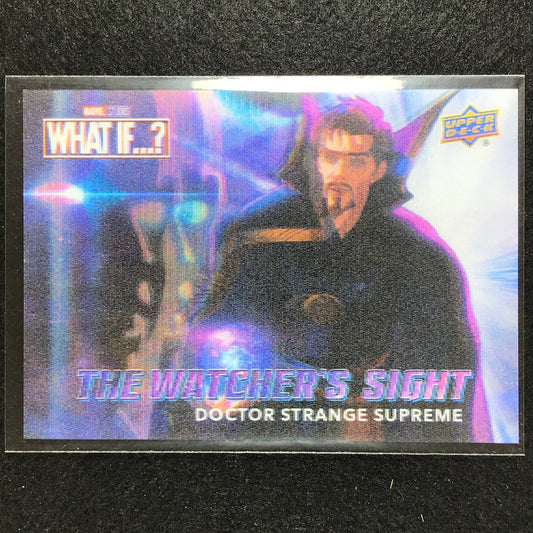 MARVEL STUDIOS
WHAT IF...?
UPPER
DECK
®
THE WATCHER'S SIGHT
DOCTOR STRANGE SUPREME